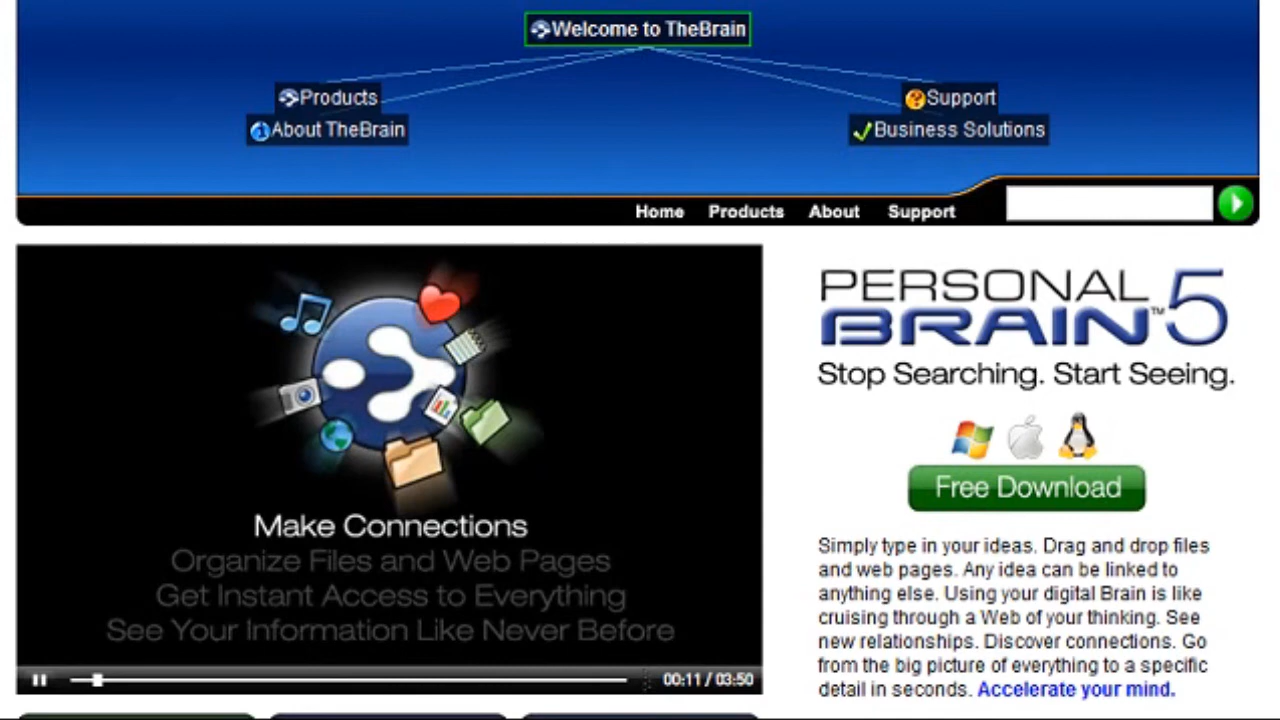 Welcome to TheBrain
Products
Support
About TheBrain
Business Solutions
Home Products About Support
PERSONAL
BRAIN™ 5
Stop Searching. Start Seeing.
Free Download
Make Connections
Organize Files and Web Pages
Get Instant Access to Everything
See Your Information Like Never Before
00:11 / 03:50
Simply type in your ideas. Drag and drop files
and web pages. Any idea can be linked to
anything else. Using your digital Brain is like
cruising through a Web of your thinking. See
new relationships. Discover connections. Go
from the big picture of everything to a specific
detail in seconds. Accelerate your mind.